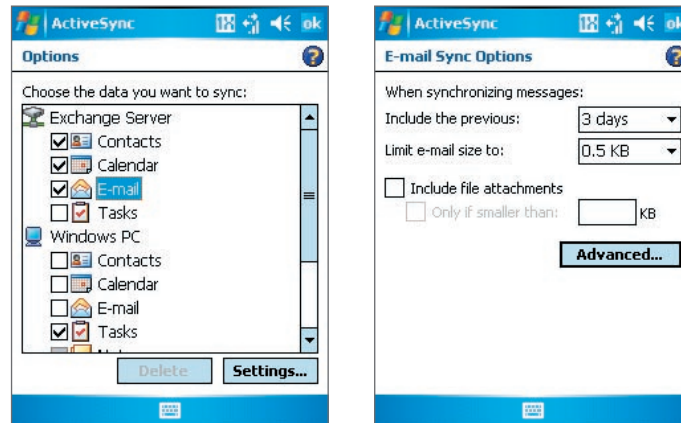 ActiveSync
1X
ok
Options
Choose the data you want to sync:
Exchange Server
Contacts
Calendar
E-mail
Tasks
Windows PC
Contacts
Calendar
E-mail
Tasks
Delete
Settings...
ActiveSync
1X
ok
E-mail Sync Options
When synchronizing messages:
Include the previous: 3 days
Limit e-mail size to: 0.5 KB
Include file attachments
Only if smaller than: KB
Advanced...